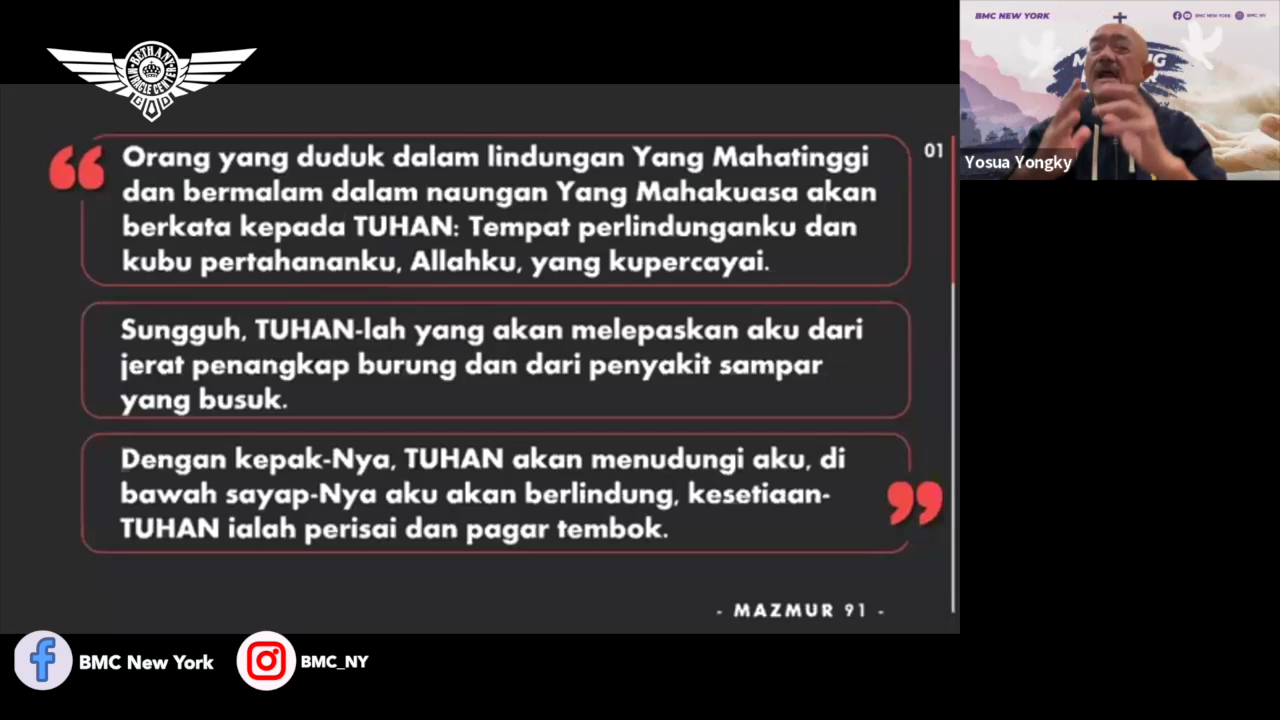 BETHANY
MIRACLE CENTER
Orang yang duduk dalam lindungan Yang Mahatinggi
dan bermalam dalam naungan Yang Mahakuasa akan
berkata kepada TUHAN: Tempat perlindunganku dan
kubu pertahananku, Allahku, yang kupercayai.
01
Sungguh, TUHAN-lah yang akan melepaskan aku dari
jerat penangkap burung dan dari penyakit sampar
yang busuk.
Dengan kepak-Nya, TUHAN akan menudungi aku, di
bawah sayap-Nya aku akan berlindung, kesetiaan-
TUHAN ialah perisai dan pagar tembok.
- MAZMUR 91 -
BMC New York
BMC_NY
BMC NEW YORK
BMC NEW YORK
BMC_NY
Yosua Yongky